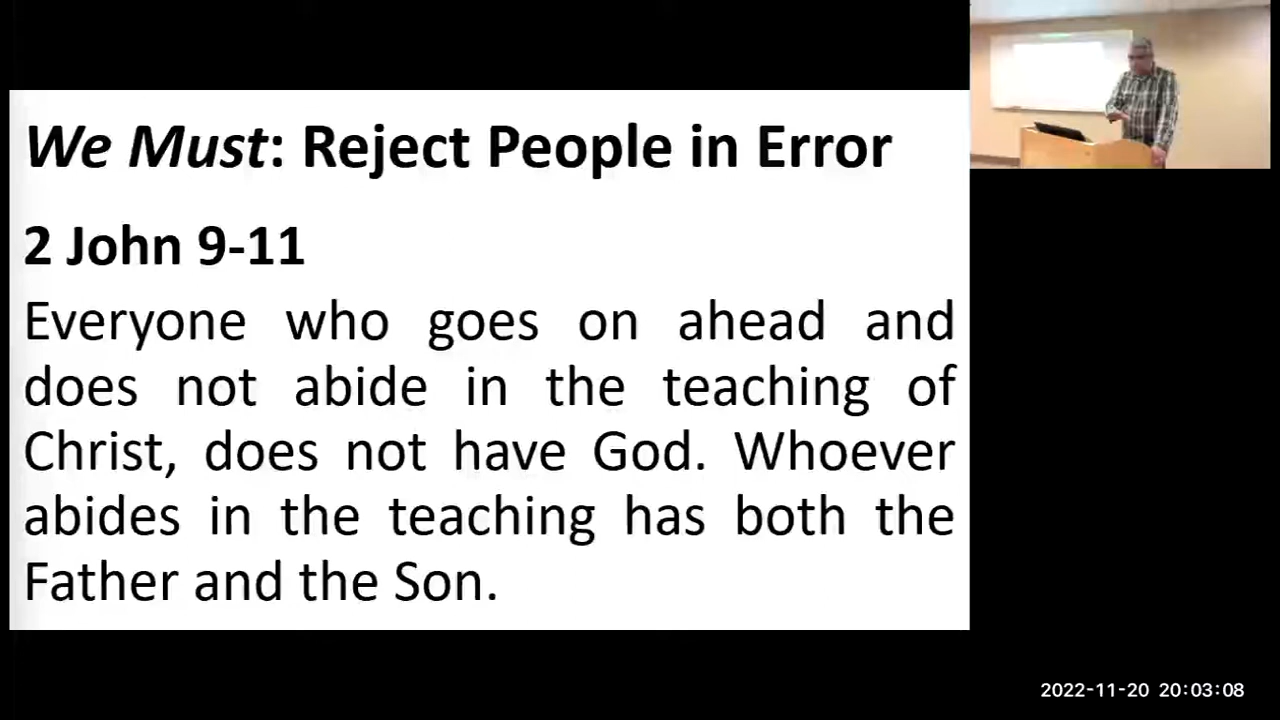 We Must: Reject People in Error
2 John 9-11
Everyone who goes on ahead and
does not abide in the teaching of
Christ, does not have God. Whoever
abides in the teaching has both the
Father and the Son.
2022-11-20 20:03:08